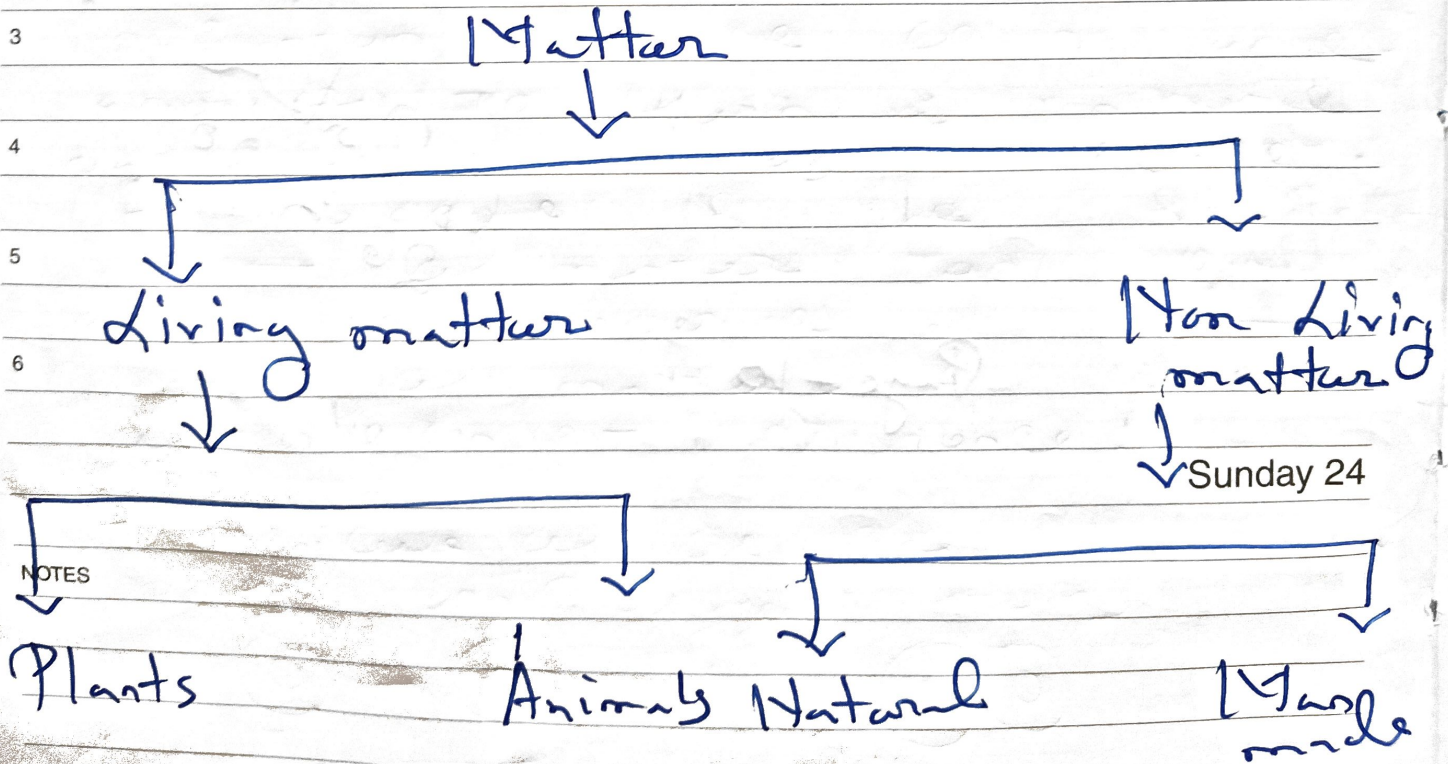 3
Matter
4
5
Living matter
Non Living
matter
6
Sunday 24
NOTES
Plants Animals Natural Man
made